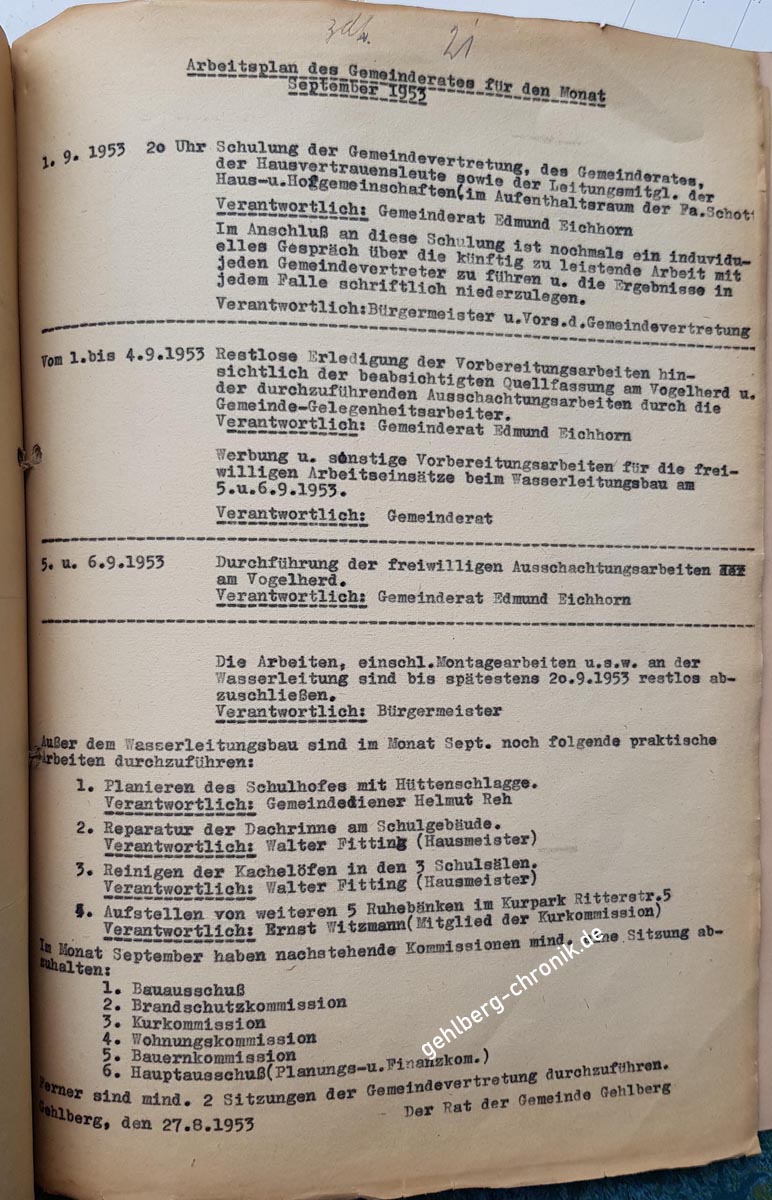 21
Arbeitsplan des Gemeinderates für den Monat
September 1953
1. 9. 1953 20 Uhr Schulung der Gemeindevertretung, des Gemeinderates,
der Hausvertrauensleute sowie der Leitungsmitgl. der
Haus-u.Hofgemeinschaften(im Aufenthaltsraum der Fa.Schott
Verantwortlich: Gemeinderat Edmund Eichhorn
Im Anschluß an diese Schulung ist nochmals ein induvidu-
elles Gespräch über die künftig zu leistende Arbeit mit
jeden Gemeindevertreter zu führen u. die Ergebnisse in
jedem Falle schriftlich niederzulegen.
Verantwortlich:Bürgermeister u.Vors.d.Gemeindevertretung
Vom 1.bis 4.9.1953 Restlose Erledigung der Vorbereitungsarbeiten hin-
sichtlich der beabsichtigten Quellfassung am Vogelherd u.
der durchzuführenden Ausschachtungsarbeiten durch die
Gemeinde-Gelegenheitsarbeiter.
Verantwortlich: Gemeinderat Edmund Eichhorn
Werbung u. sonstige Vorbereitungsarbeiten für die frei-
willigen Arbeitseinsätze beim Wasserleitungsbau am
5.u.6.9.1953.
Verantwortlich: Gemeinderat
5. u. 6.9.1953 Durchführung der freiwilligen Ausschachtungsarbeiten
am Vogelherd.
Verantwortlich: Gemeinderat Edmund Eichhorn
Die Arbeiten, einschl.Montagearbeiten u.s.w. an der
Wasserleitung sind bis spätestens 20.9.1953 restlos ab-
zuschließen.
Verantwortlich: Bürgermeister
Außer dem Wasserleitungsbau sind im Monat Sept. noch folgende praktische
Arbeiten durchzuführen:
1. Planieren des Schulhofes mit Hüttenschlagge.
Verantwortlich: Gemeindediener Helmut Reh
2. Reparatur der Dachrinne am Schulgebäude.
Verantwortlich: Walter Fitting (Hausmeister)
3. Reinigen der Kachelöfen in den 3 Schulsälen.
Verantwortlich: Walter Fitting (Hausmeister)
4. Aufstellen von weiteren 5 Ruhebänken im Kurpark Ritterstr.5
Verantwortlich: Ernst Witzmann(Mitglied der Kurkommission)
Im Monat September haben nachstehende Kommissionen mind. eine Sitzung ab-
zuhalten:
1. Bauausschuß
2. Brandschutzkommission
3. Kurkommission
4. Wohnungskommission
5. Bauernkommission
6. Hauptausschuß(Planungs-u.Finanzkom.)
Ferner sind mind. 2 Sitzungen der Gemeindevertretung durchzuführen.
Gehlberg, den 27.8.1953 Der Rat der Gemeinde Gehlberg
gehlberg-chronik.de